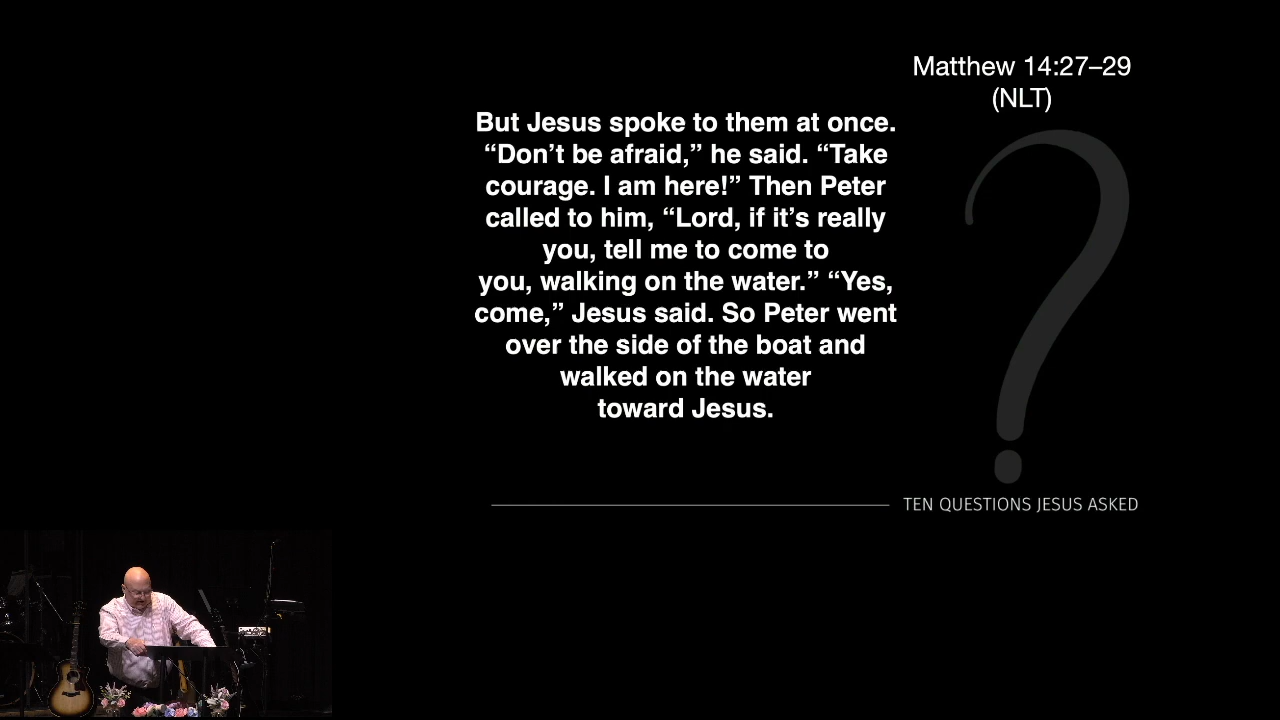 Matthew 14:27–29
(NLT)
But Jesus spoke to them at once.
“Don’t be afraid,” he said. “Take
courage. I am here!” Then Peter
called to him, “Lord, if it’s really
you, tell me to come to
you, walking on the water.” “Yes,
come,” Jesus said. So Peter went
over the side of the boat and
walked on the water
toward Jesus.
?
TEN QUESTIONS JESUS ASKED